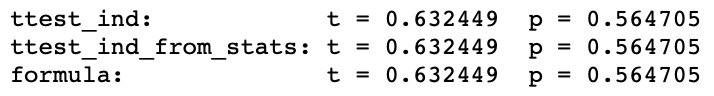 ttest_ind:            t = 0.632449  p = 0.564705
ttest_ind_from_stats: t = 0.632449  p = 0.564705
formula:              t = 0.632449  p = 0.564705